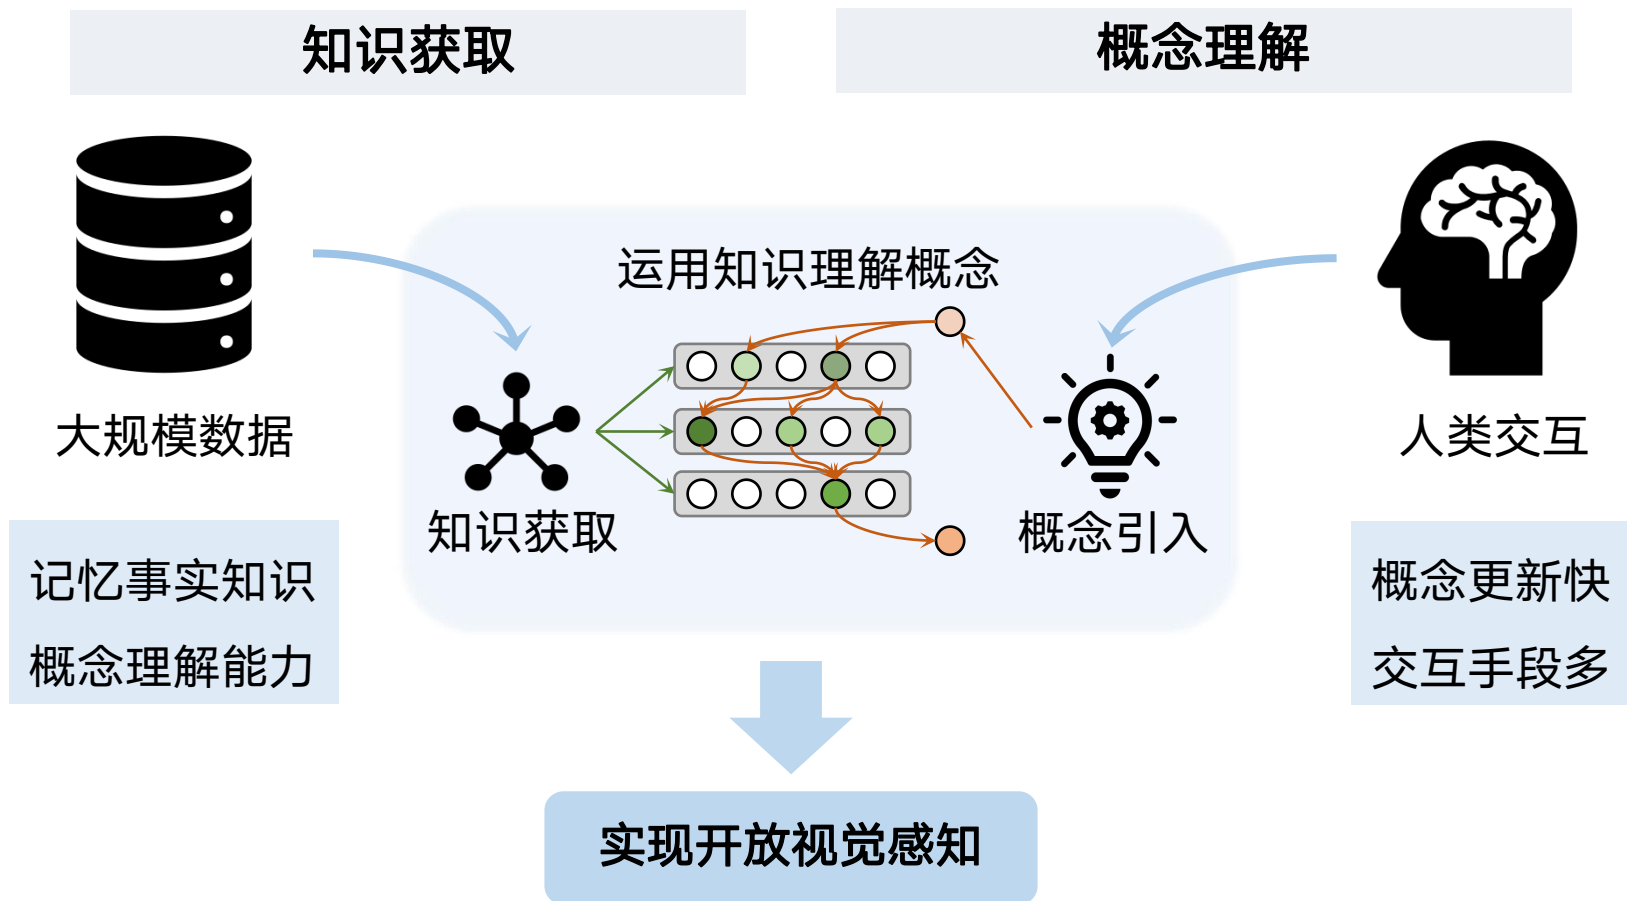 知识获取
概念理解
运用知识理解概念
大规模数据
人类交互
知识获取
概念引入
记忆事实知识
概念理解能力
概念更新快
交互手段多
实现开放视觉感知